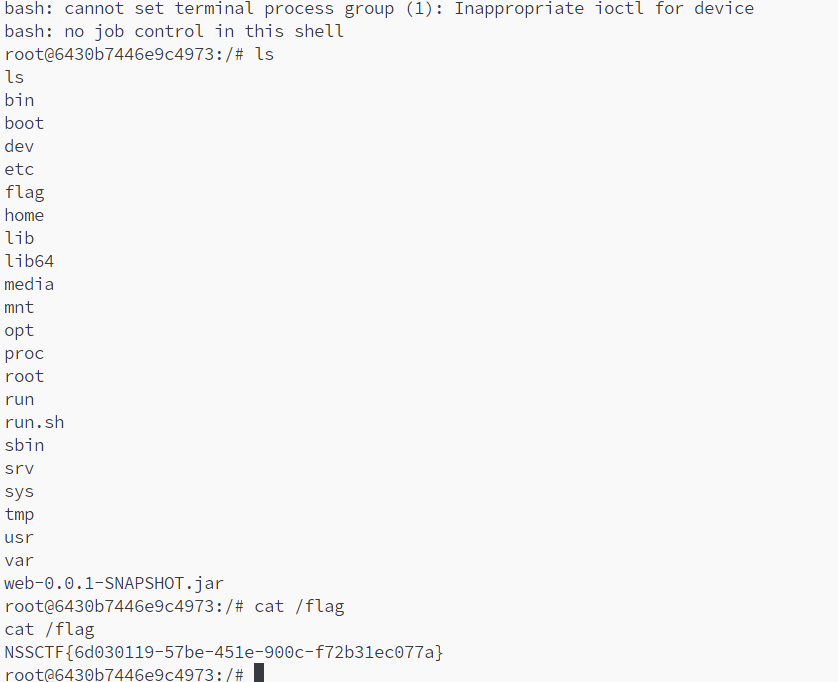 bash: cannot set terminal process group (1): Inappropriate ioctl for device
bash: no job control in this shell
root@6430b7446e9c4973:/# ls
ls
bin
boot
dev
etc
flag
home
lib
lib64
media
mnt
opt
proc
root
run
run.sh
sbin
srv
sys
tmp
usr
var
web-0.0.1-SNAPSHOT.jar
root@6430b7446e9c4973:/# cat /flag
cat /flag
NSSCTF{6d030119-57be-451e-900c-f72b31ec077a}
root@6430b7446e9c4973:/#